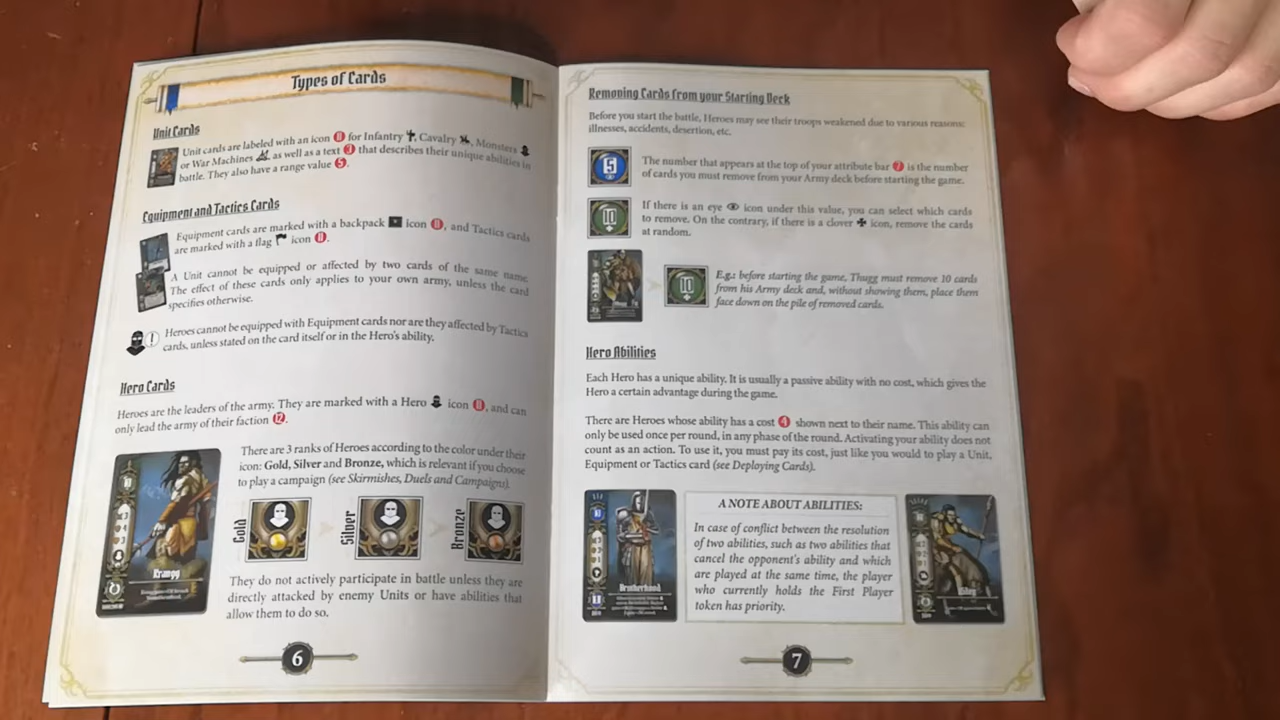 Types of Cards
Unit Cards
Unit cards are labeled with an icon 11 for Infantry, Cavalry, Monsters
or War Machines, as well as a text 3 that describes their unique abilities in
battle. They also have a range value 5.
Equipment and Tactics Cards
Equipment cards are marked with a backpack icon 11, and Tactics cards
are marked with a flag icon 11.
A Unit cannot be equipped or affected by two cards of the same name.
The effect of these cards only applies to your own army, unless the card
specifies otherwise.
Heroes cannot be equipped with Equipment cards nor are they affected by Tactics
cards, unless stated on the card itself or in the Hero's ability.
Hero Cards
Heroes are the leaders of the army. They are marked with a Hero icon 11, and can
only lead the army of their faction 12.
There are 3 ranks of Heroes according to the color under their
icon: Gold, Silver and Bronze, which is relevant if you choose
to play a campaign (see Skirmishes, Duels and Campaigns).
Krangg
Gold
Silver
Bronze
They do not actively participate in battle unless they are
directly attacked by enemy Units or have abilities that
allow them to do so.
6
Removing Cards from your Starting Deck
Before you start the battle, Heroes may see their troops weakened due to various reasons:
illnesses, accidents, desertion, etc.
5
The number that appears at the top of your attribute bar 7 is the number
of cards you must remove from your Army deck before starting the game.
10
If there is an eye icon under this value, you can select which cards
to remove. On the contrary, if there is a clover icon, remove the cards
at random.
10
E.g.: before starting the game, Thugg must remove 10 cards
from his Army deck and, without showing them, place them
face down on the pile of removed cards.
Hero Abilities
Each Hero has a unique ability. It is usually a passive ability with no cost, which gives the
Hero a certain advantage during the game.
There are Heroes whose ability has a cost 4 shown next to their name. This ability can
only be used once per round, in any phase of the round. Activating your ability does not
count as an action. To use it, you must pay its cost, just like you would to play a Unit,
Equipment or Tactics card (see Deploying Cards).
Brotherhood
A NOTE ABOUT ABILITIES:
In case of conflict between the resolution
of two abilities, such as two abilities that
cancel the opponent's ability and which
are played at the same time, the player
who currently holds the First Player
token has priority.
7